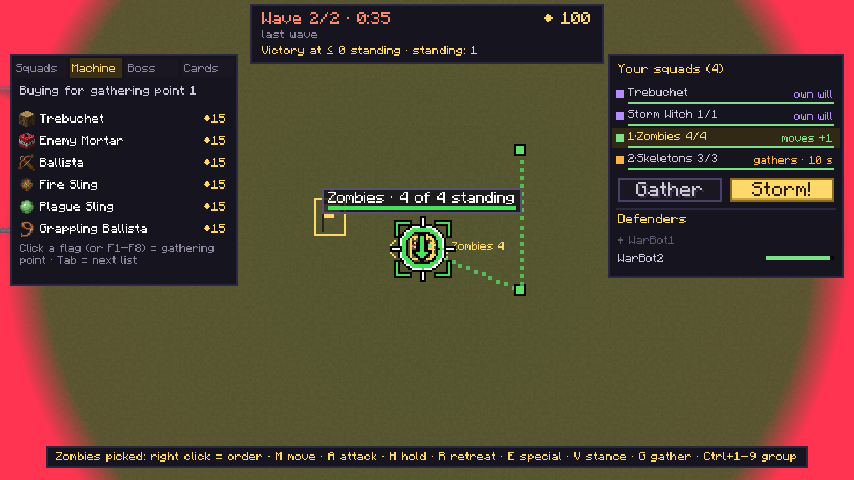 Wave 2/2 · 0:35 100
last wave
Victory at ≤ 0 standing · standing: 1
Squads Machine Boss Cards
Buying for gathering point 1
Trebuchet 15
Enemy Mortar 15
Ballista 15
Fire Sling 15
Plague Sling 15
Grappling Ballista 15
Click a flag (or F1–F8) = gathering
point · Tab = next list
Zombies · 4 of 4 standing
Zombies 4
Your squads (4)
Trebuchet own will
Storm Witch 1/1 own will
1·Zombies 4/4 moves +1
2·Skeletons 3/3 gathers · 10 s
Gather Storm!
Defenders
+ WarBot1
WarBot2
Zombies picked: right click = order · M move · A attack · H hold · R retreat · E special · V stance · G gather · Ctrl+1–9 group